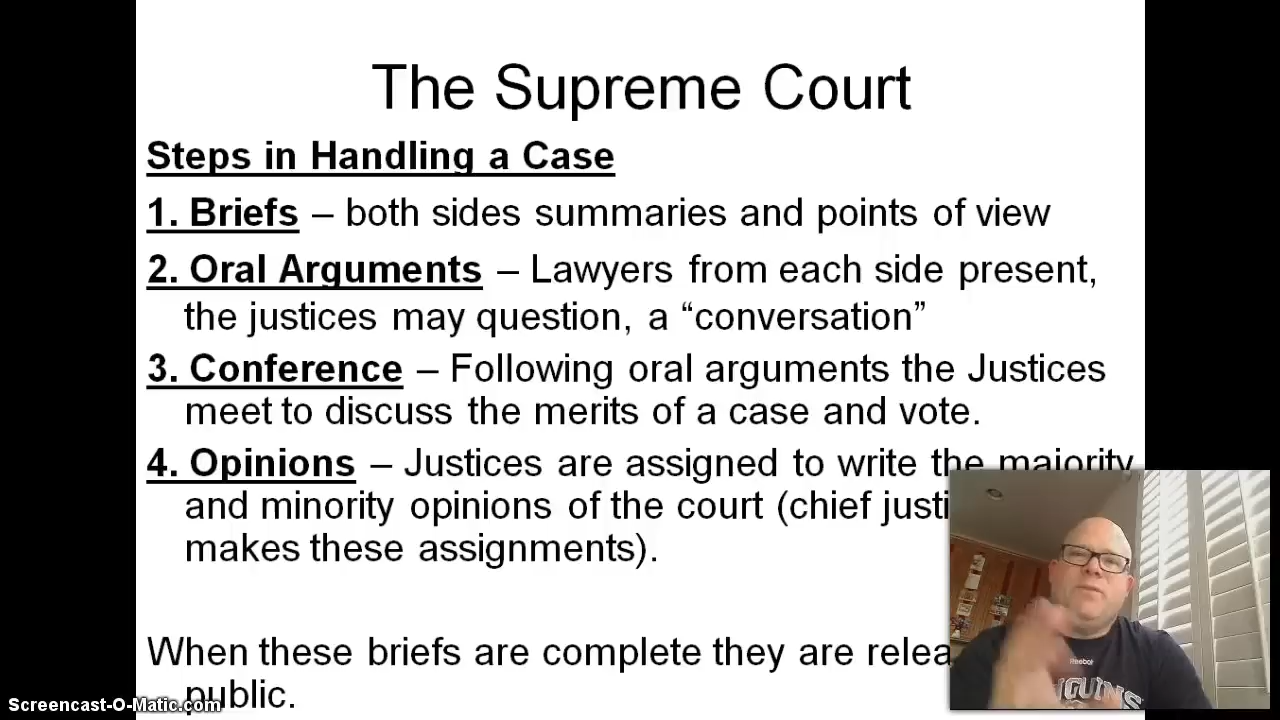 The Supreme Court
Steps in Handling a Case
1. Briefs – both sides summaries and points of view
2. Oral Arguments – Lawyers from each side present,
the justices may question, a “conversation”
3. Conference – Following oral arguments the Justices
meet to discuss the merits of a case and vote.
4. Opinions – Justices are assigned to write the majority
and minority opinions of the court (chief
makes these assignments).
When these briefs are complete they are
public.
Screencast-O-Matic.com
Reebok